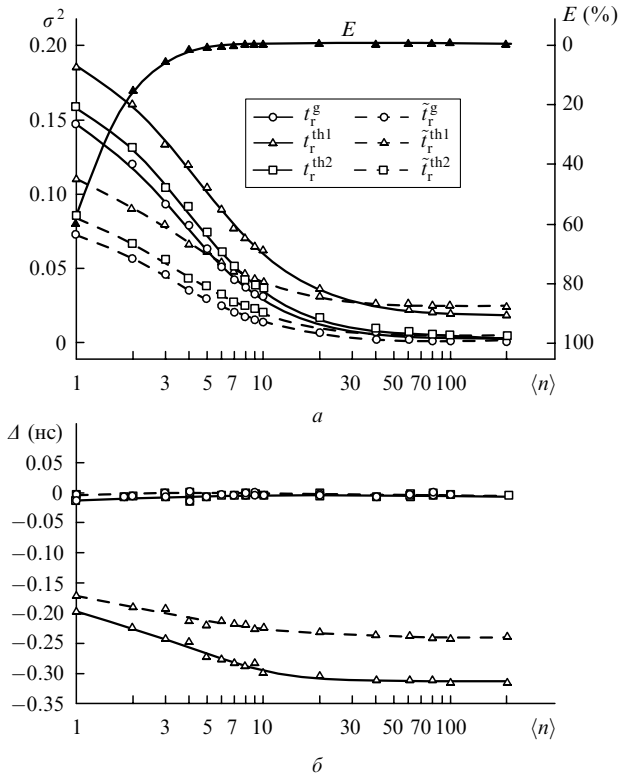 σ² E (%)
E
0.20 0
0.15 20
0.10 40
0.05 60
0 80
100
t_r^g t̃_r^g
t_r^th1 t̃_r^th1
t_r^th2 t̃_r^th2
1 3 5 7 10 30 50 70 100 ⟨n⟩
а
Δ (нс)
0.05
0
−0.05
−0.10
−0.15
−0.20
−0.25
−0.30
−0.35
1 3 5 7 10 30 50 70 100 ⟨n⟩
б